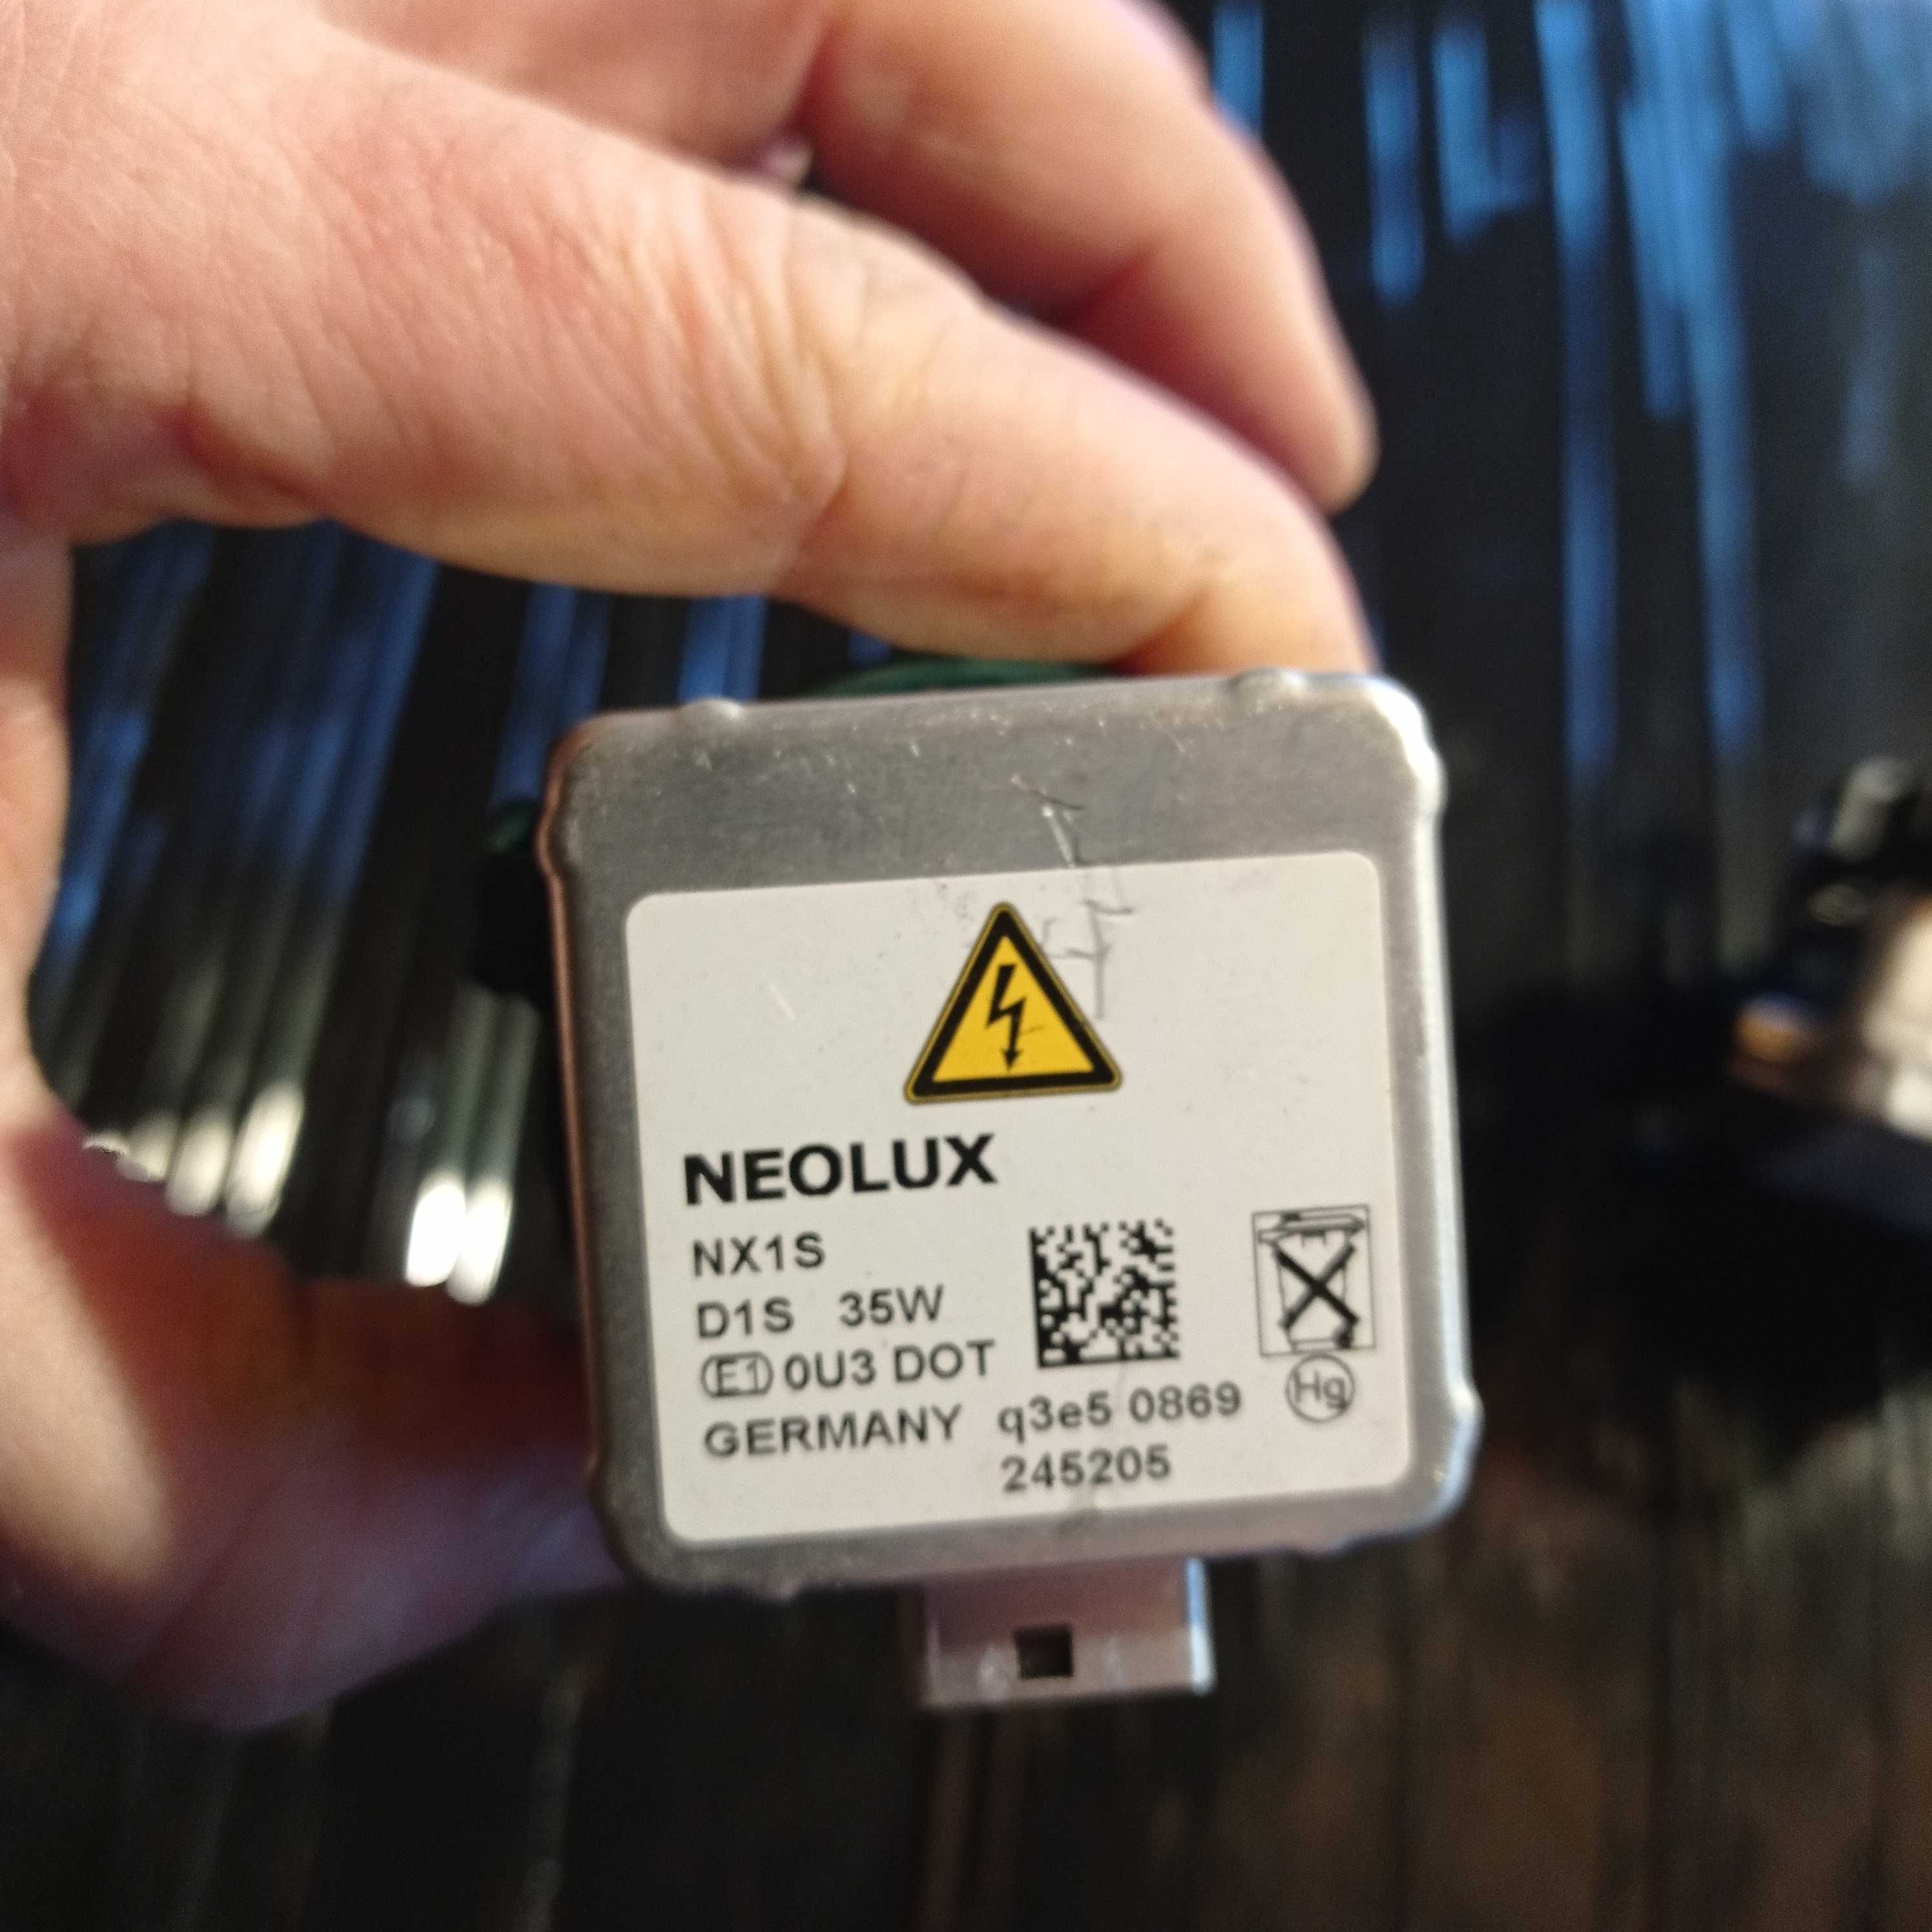 NEOLUX
NX1S
D1S 35W
E1 0U3 DOT
GERMANY q3e5 0869
245205
Hg